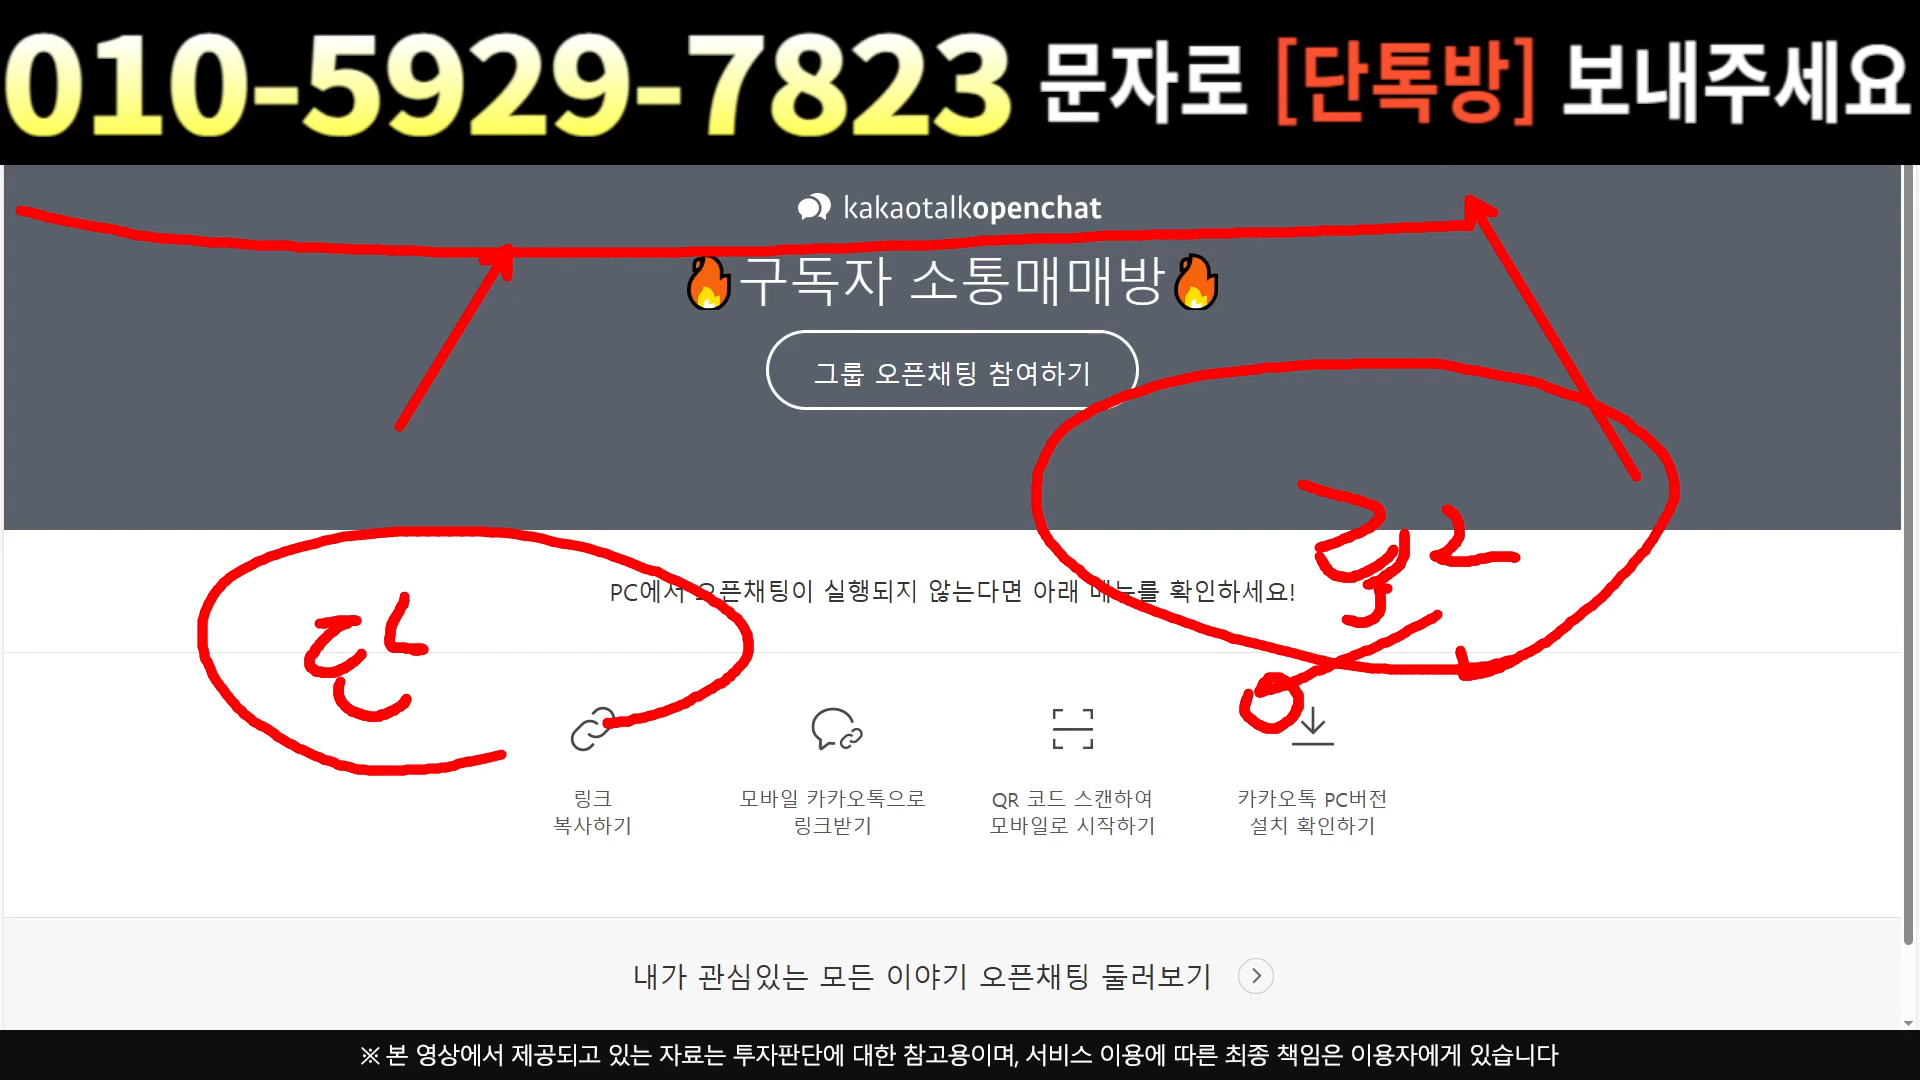 010-5929-7823 문자로 [단톡방] 보내주세요
kakaotalkopenchat
🔥구독자 소통매매방🔥
그룹 오픈채팅 참여하기
PC에서 오픈채팅이 실행되지 않는다면 아래 메뉴를 확인하세요!
단
링크
복사하기
모바일 카카오톡으로
링크받기
QR 코드 스캔하여
모바일로 시작하기
카카오톡 PC버전
설치 확인하기
내가 관심있는 모든 이야기 오픈채팅 둘러보기
※ 본 영상에서 제공되고 있는 자료는 투자판단에 대한 참고용이며, 서비스 이용에 따른 최종 책임은 이용자에게 있습니다